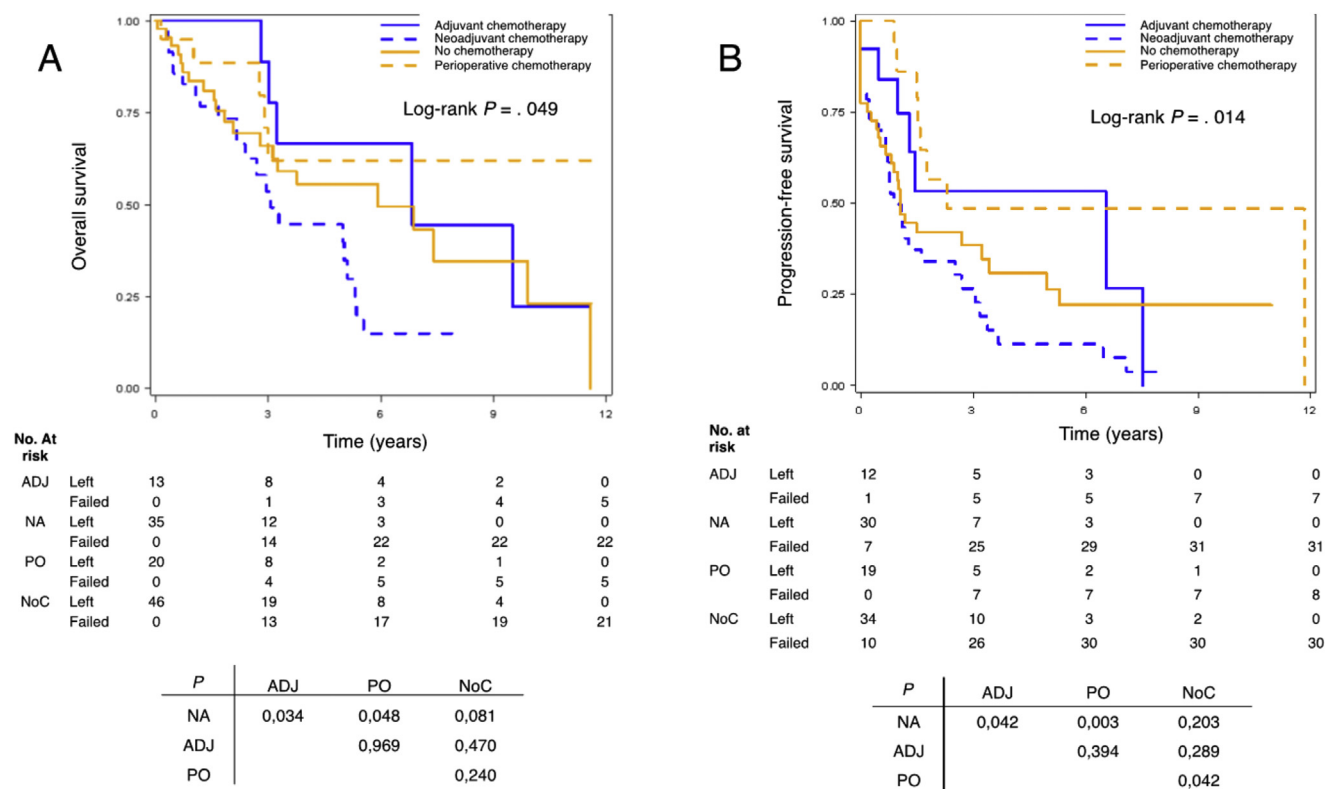 A
1.00
0.75
0.50
0.25
0.00
Overall survival
Adjuvant chemotherapy
Neoadjuvant chemotherapy
No chemotherapy
Perioperative chemotherapy
Log-rank P = . 049
0 3 6 9 12
Time (years)
No. At
risk
ADJ Left 13 8 4 2 0
Failed 0 1 3 4 5
NA Left 35 12 3 0 0
Failed 0 14 22 22 22
PO Left 20 8 2 1 0
Failed 0 4 5 5 5
NoC Left 46 19 8 4 0
Failed 0 13 17 19 21
P ADJ PO NoC
NA 0,034 0,048 0,081
ADJ 0,969 0,470
PO 0,240
B
1.00
0.75
0.50
0.25
0.00
Progression-free survival
Adjuvant chemotherapy
Neoadjuvant chemotherapy
No chemotherapy
Perioperative chemotherapy
Log-rank P = . 014
0 3 6 9 12
Time (years)
No. at
risk
ADJ Left 12 5 3 0 0
Failed 1 5 5 7 7
NA Left 30 7 3 0 0
Failed 7 25 29 31 31
PO Left 19 5 2 1 0
Failed 0 7 7 7 8
NoC Left 34 10 3 2 0
Failed 10 26 30 30 30
P ADJ PO NoC
NA 0,042 0,003 0,203
ADJ 0,394 0,289
PO 0,042